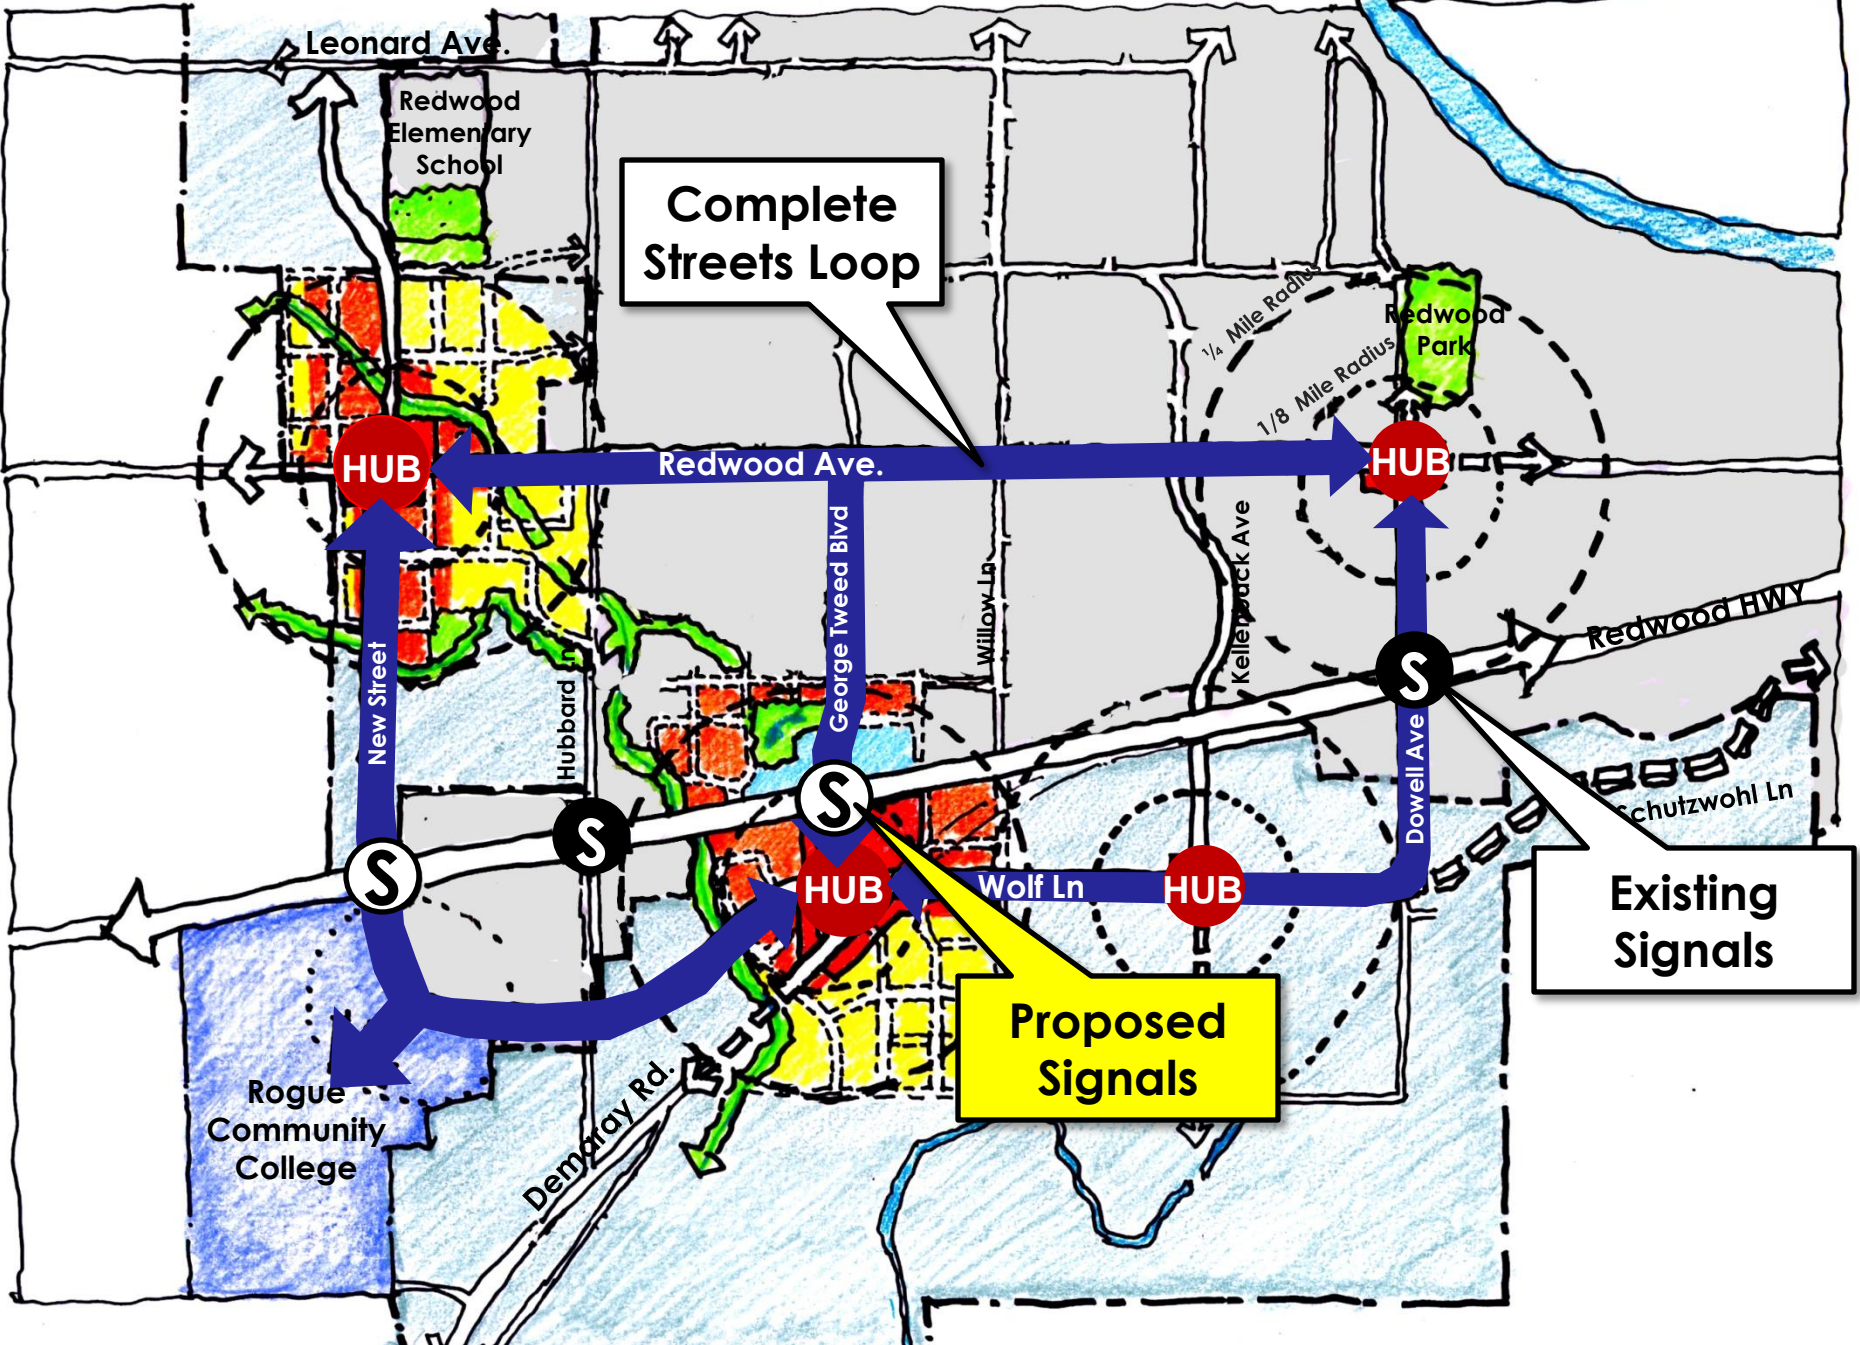 Leonard Ave.
Redwood
Elementary
School
Complete
Streets Loop
1/4 Mile Radius
1/8 Mile Radius
Redwood
Park
HUB
Redwood Ave.
HUB
George Tweed Blvd
Willow Ln
Kellenback Ave
Redwood HWY
New Street
Hubbard Ln
S
Dowell Ave
Schutzwohl Ln
S
S
S
HUB
Wolf Ln
HUB
Existing
Signals
Proposed
Signals
Rogue
Community
College
Demaray Rd.